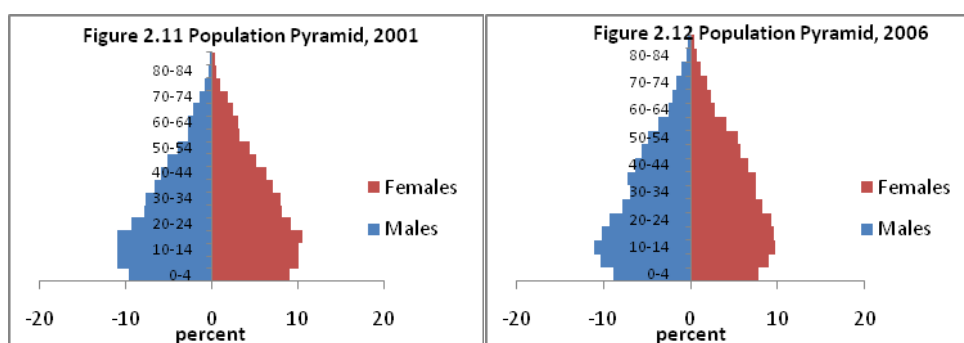 Figure 2.11 Population Pyramid, 2001
80-84
70-74
60-64
50-54
40-44
30-34
20-24
10-14
0-4
Females
Males
-20 -10 0 10 20
percent
Figure 2.12 Population Pyramid, 2006
80-84
70-74
60-64
50-54
40-44
30-34
20-24
10-14
0-4
Females
Males
-20 -10 0 10 20
percent